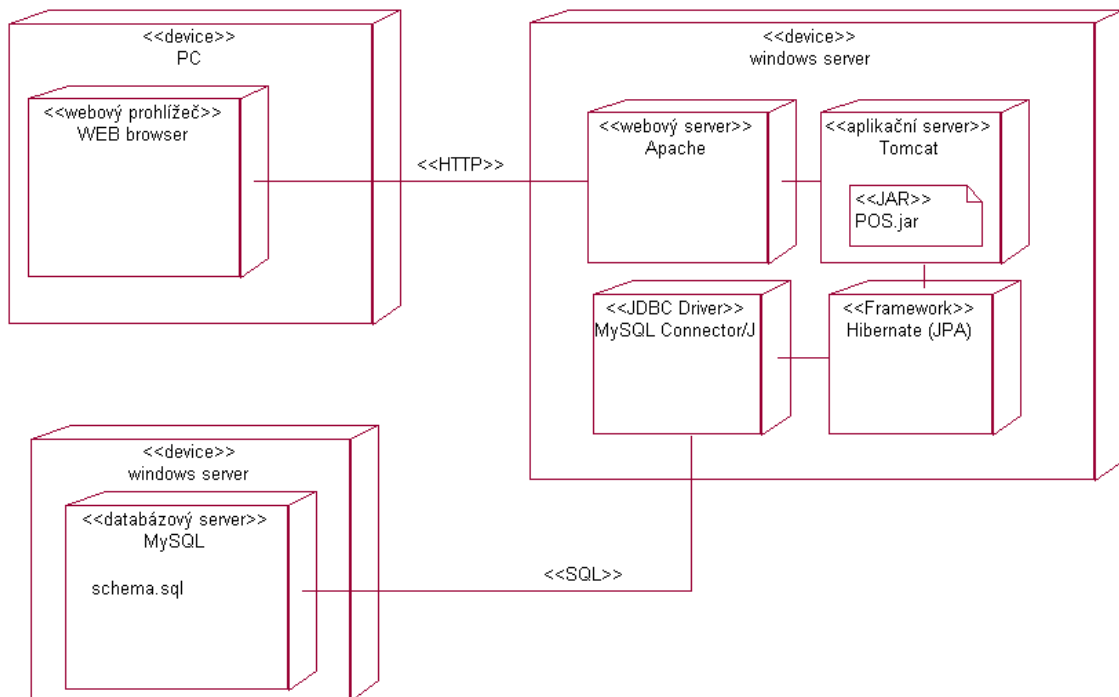 <<device>>
PC
<<webový prohlížeč>>
WEB browser
<<HTTP>>
<<device>>
windows server
<<webový server>>
Apache
<<aplikační server>>
Tomcat
<<JAR>>
POS.jar
<<JDBC Driver>>
MySQL Connector/J
<<Framework>>
Hibernate (JPA)
<<device>>
windows server
<<databázový server>>
MySQL
schema.sql
<<SQL>>